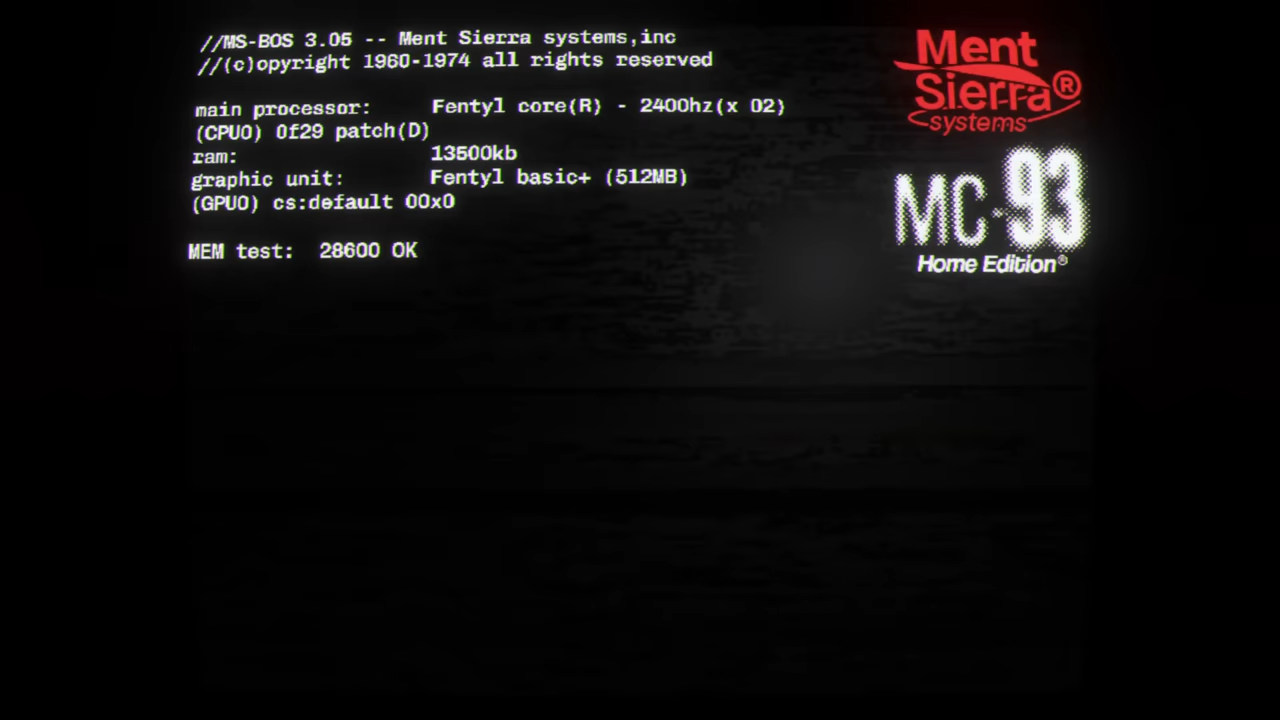 //MS-BOS 3.05 -- Ment Sierra systems,inc
//(c)opyright 1960-1974 all rights reserved
main processor: Fentyl core(R) - 2400hz(x 02)
(CPU0) 0f29 patch(D)
ram: 13500kb
graphic unit: Fentyl basic+ (512MB)
(GPU0) cs:default 00x0
MEM test: 28600 OK
Ment
Sierra®
systems
MC-93
Home Edition®